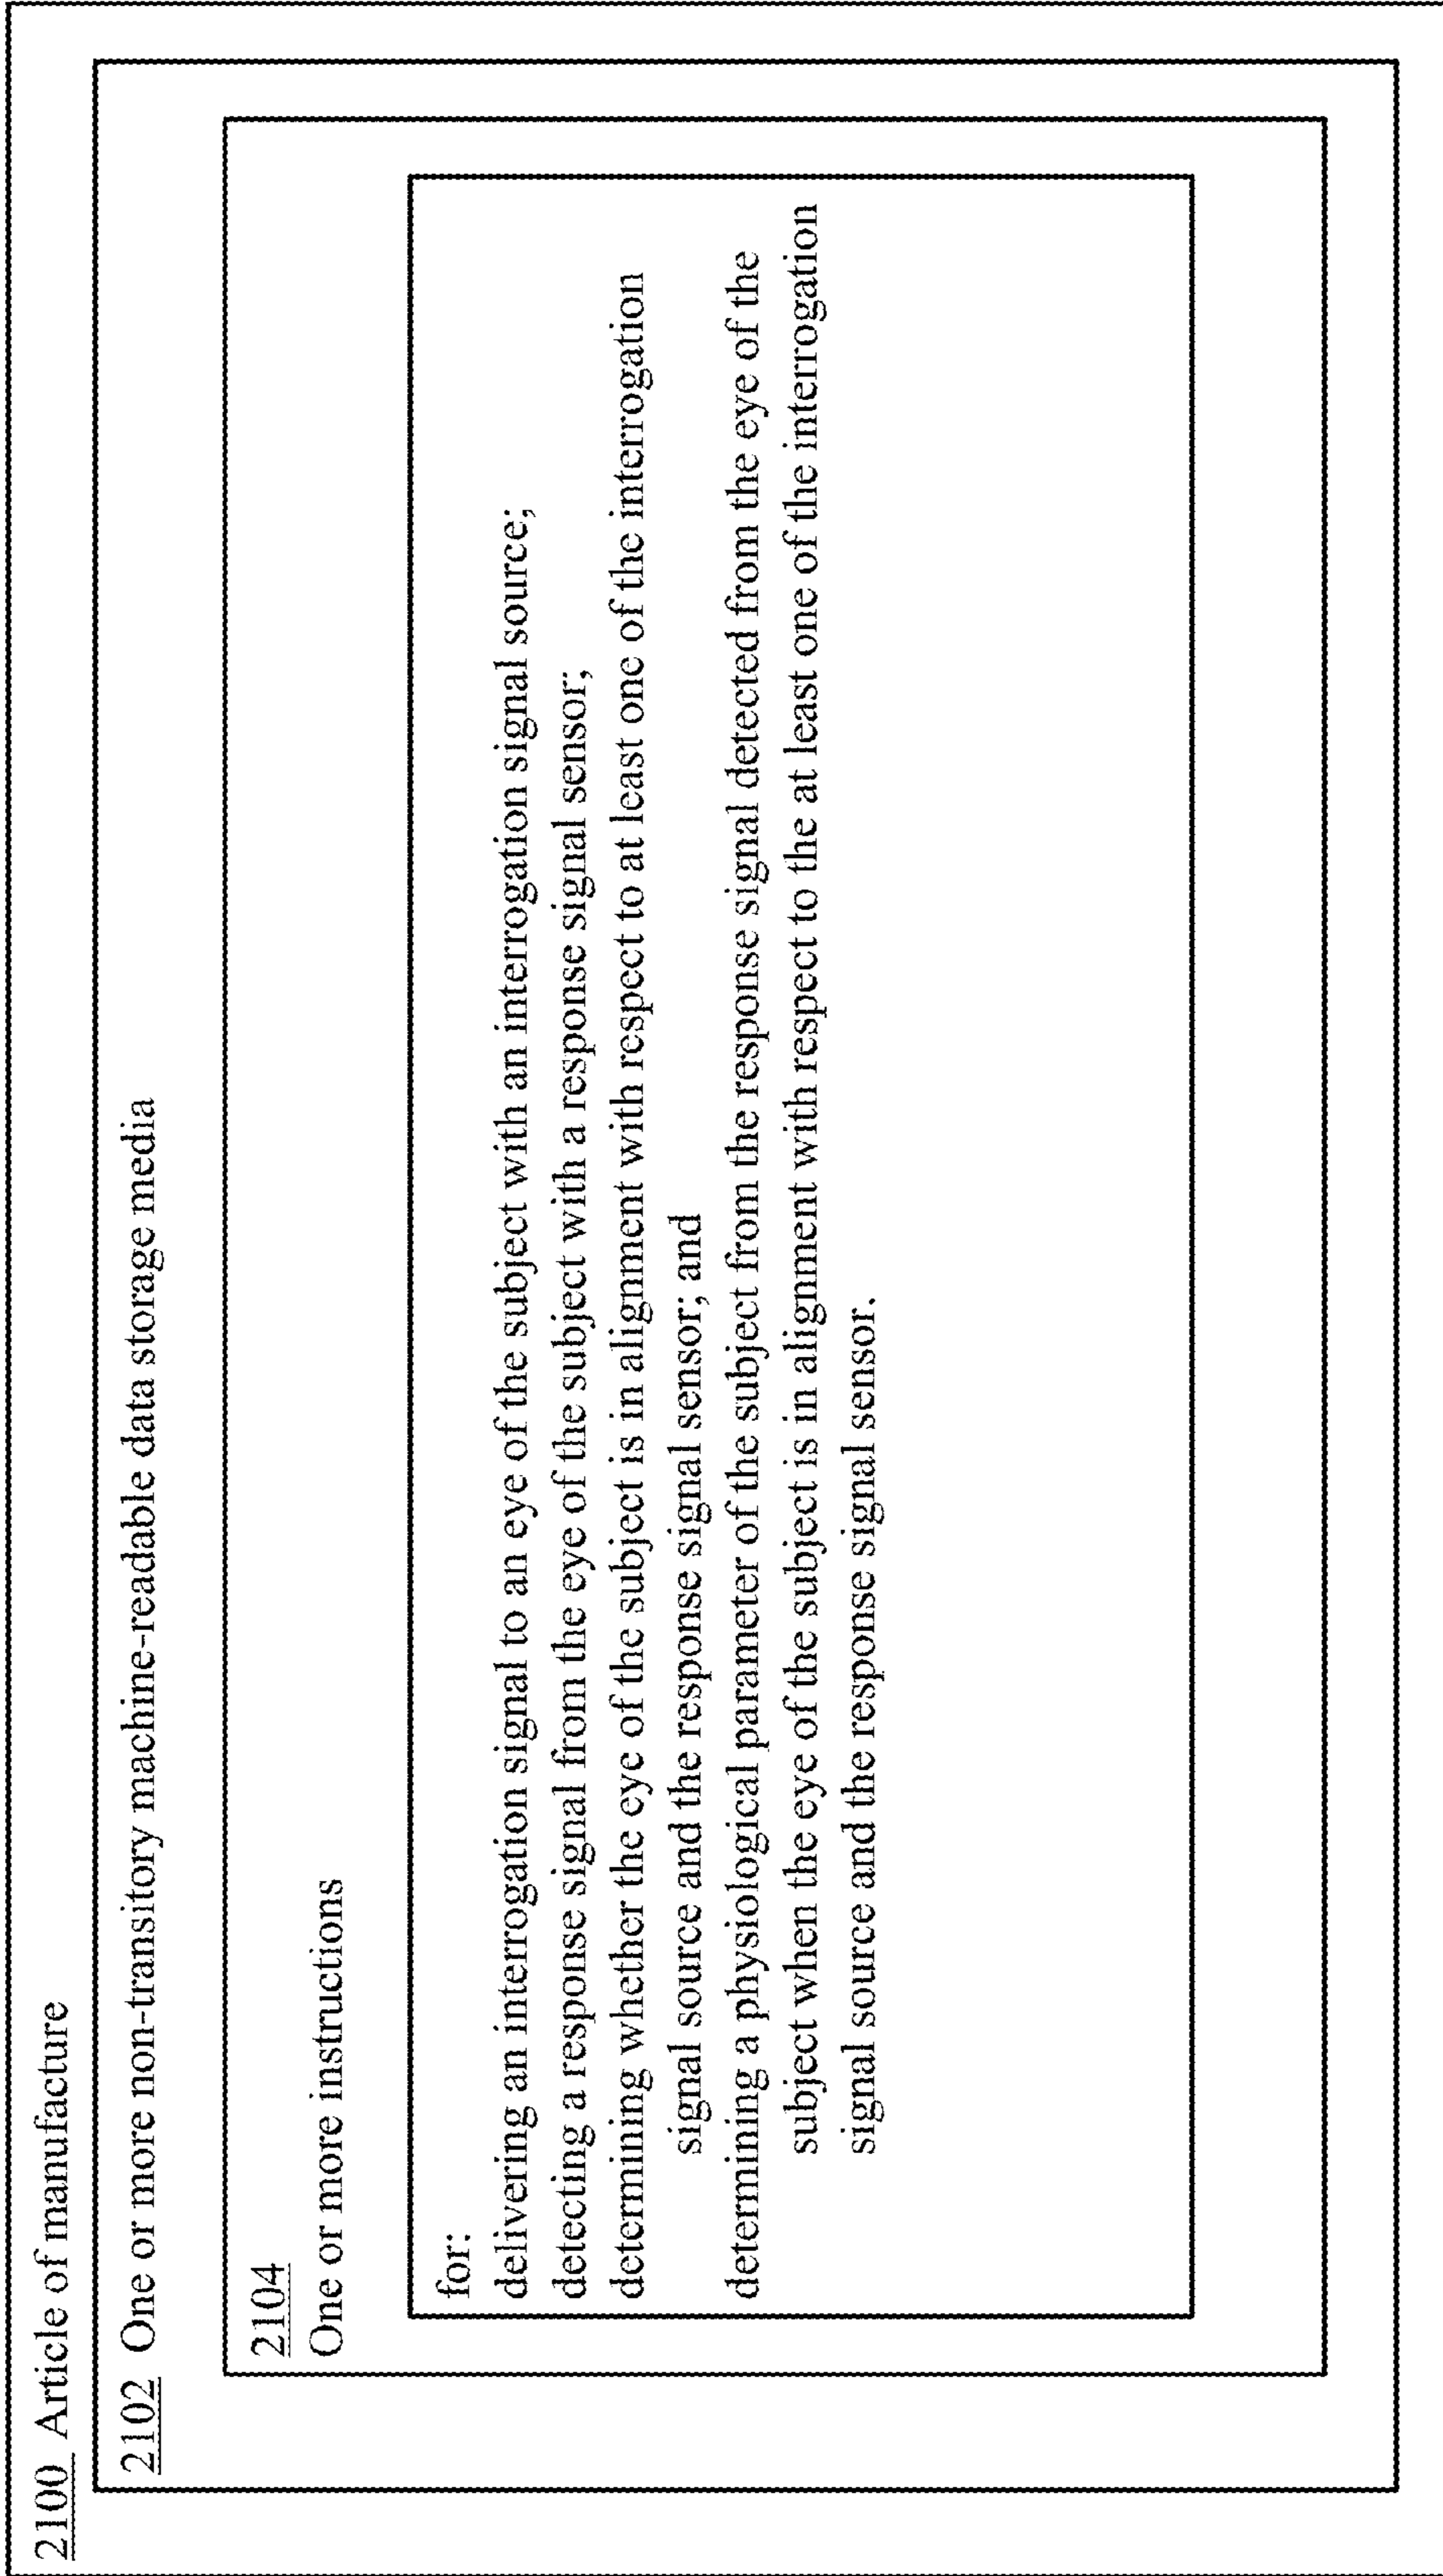 2100 Article of manufacture
2102 One or more non-transitory machine-readable data storage media
2104
One or more instructions
for:
delivering an interrogation signal to an eye of the subject with an interrogation signal source;
detecting a response signal from the eye of the subject with a response signal sensor;
determining whether the eye of the subject is in alignment with respect to at least one of the interrogation
signal source and the response signal sensor; and
determining a physiological parameter of the subject from the response signal detected from the eye of the
subject when the eye of the subject is in alignment with respect to the at least one of the interrogation
signal source and the response signal sensor.